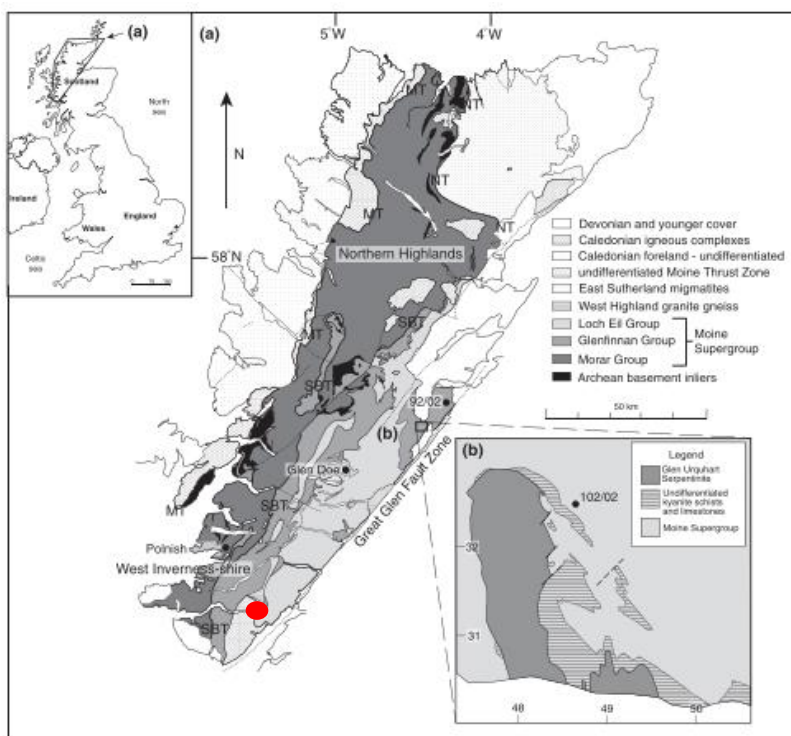 (a)
Scotland
North
sea
Ireland
Wales
England
Celtic
sea
(a)
5°W
4°W
N
58°N
MT
NT
NT
MT
NT
Northern Highlands
MT
SBT
SBT
92/02
(b)
Glen Doe
Great Glen Fault Zone
MT
SBT
Polnish
West Inverness-shire
SBT
Devonian and younger cover
Caledonian igneous complexes
Caledonian foreland - undifferentiated
undifferentiated Moine Thrust Zone
East Sutherland migmatites
West Highland granite gneiss
Loch Eil Group
Glenfinnan Group
Morar Group
Archean basement inliers
Moine
Supergroup
50 km
(b)
Legend
Glen Urquhart
Serpentinite
Undifferentiated
kyanite schists
and limestones
Moine Supergroup
102/02
32
31
48
49
50